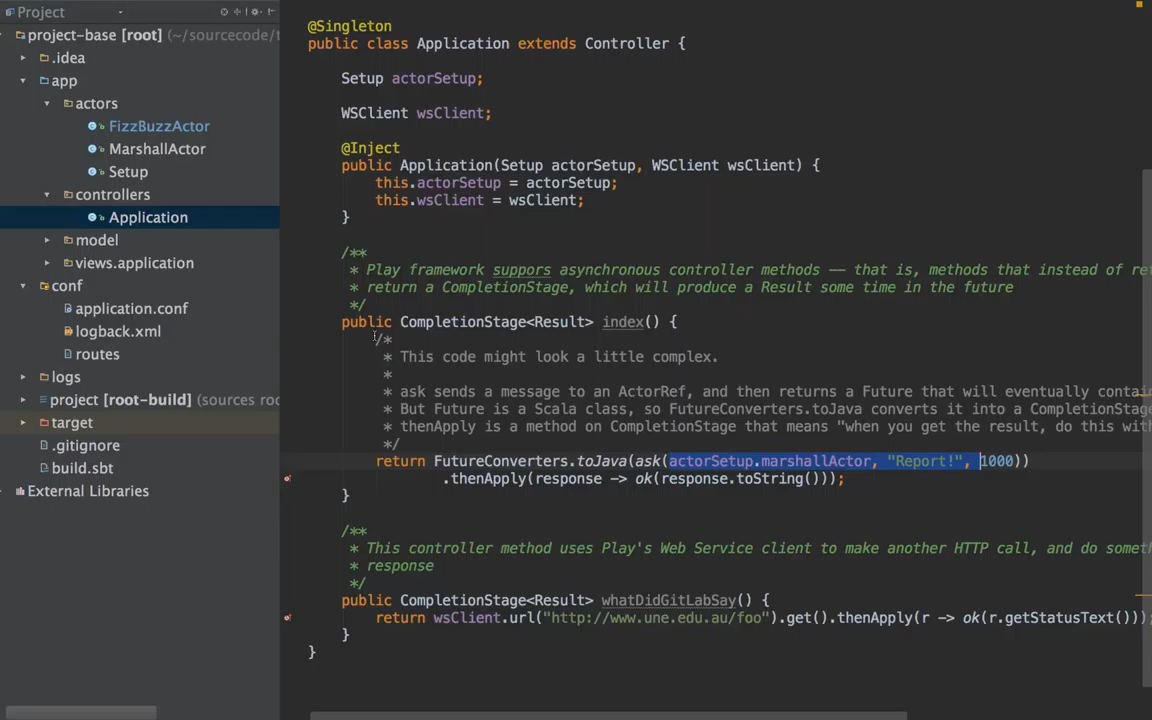 Project
project-base [root] (~/sourcecode/t
.idea
app
actors
FizzBuzzActor
MarshallActor
Setup
controllers
Application
model
views.application
conf
application.conf
logback.xml
routes
logs
project [root-build] (sources roo
target
.gitignore
build.sbt
External Libraries
@Singleton
public class Application extends Controller {
Setup actorSetup;
WSClient wsClient;
@Inject
public Application(Setup actorSetup, WSClient wsClient) {
this.actorSetup = actorSetup;
this.wsClient = wsClient;
}
/**
* Play framework suppors asynchronous controller methods -- that is, methods that instead of ret
* return a CompletionStage, which will produce a Result some time in the future
*/
public CompletionStage<Result> index() {
/*
* This code might look a little complex.
*
* ask sends a message to an ActorRef, and then returns a Future that will eventually contai
* But Future is a Scala class, so FutureConverters.toJava converts it into a CompletionStage
* thenApply is a method on CompletionStage that means "when you get the result, do this wit
*/
return FutureConverters.toJava(ask(actorSetup.marshallActor, "Report!", 1000))
.thenApply(response -> ok(response.toString()));
}
/**
* This controller method uses Play's Web Service client to make another HTTP call, and do somet
* response
*/
public CompletionStage<Result> whatDidGitLabSay() {
return wsClient.url("http://www.une.edu.au/foo").get().thenApply(r -> ok(r.getStatusText()));
}
}